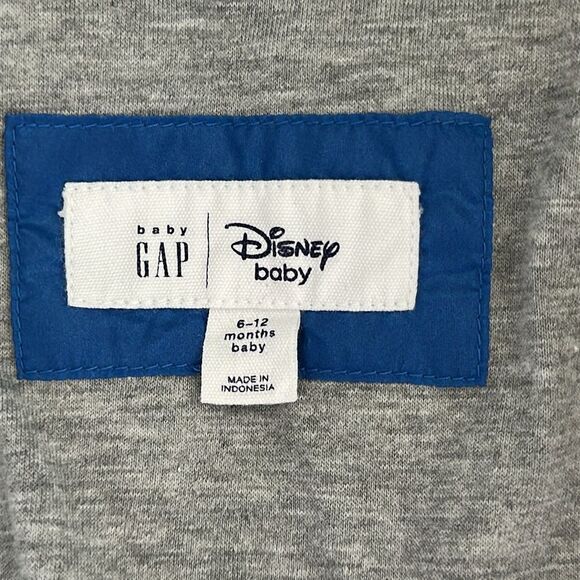 baby
GAP
Disney
baby
6-12
months
baby
MADE IN
INDONESIA